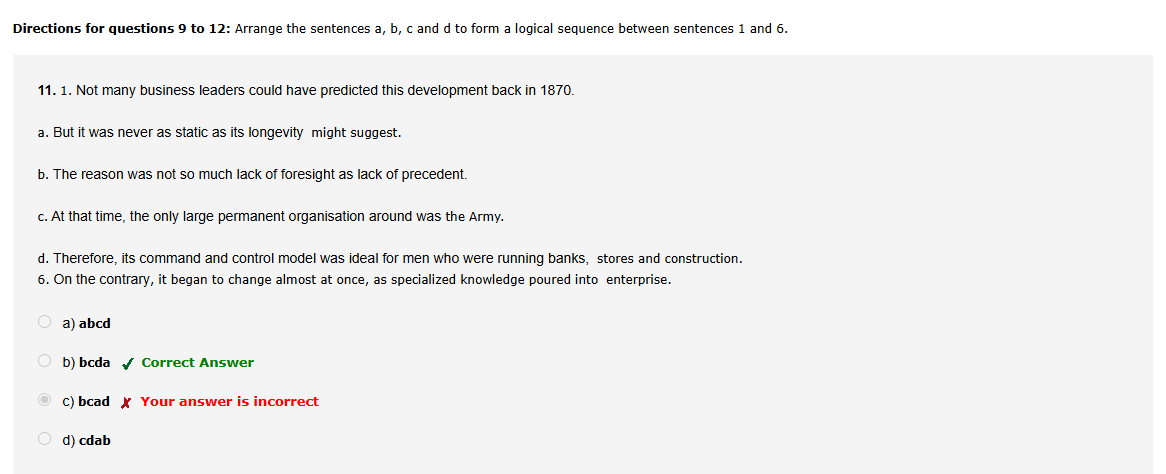 Directions for questions 9 to 12: Arrange the sentences a, b, c and d to form a logical sequence between sentences 1 and 6.
11. 1. Not many business leaders could have predicted this development back in 1870.
a. But it was never as static as its longevity might suggest.
b. The reason was not so much lack of foresight as lack of precedent.
c. At that time, the only large permanent organisation around was the Army.
d. Therefore, its command and control model was ideal for men who were running banks, stores and construction.
6. On the contrary, it began to change almost at once, as specialized knowledge poured into enterprise.
a) abcd
b) bcda ✓ Correct Answer
c) bcad ✗ Your answer is incorrect
d) cdab